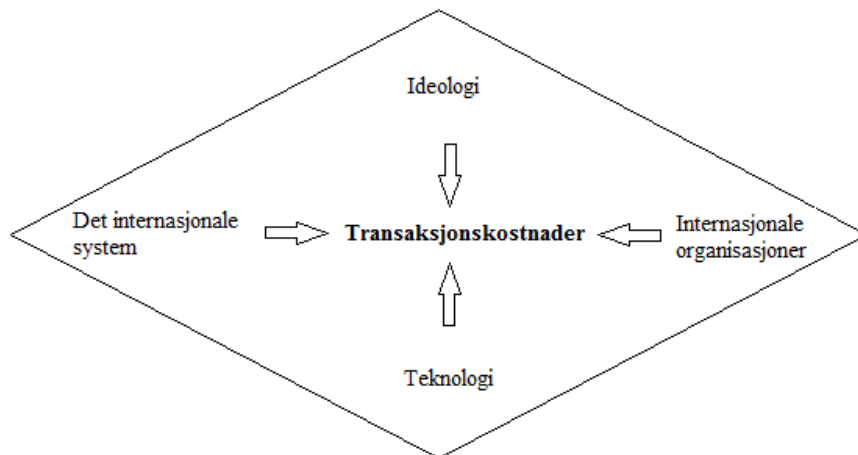 Ideologi
Det internasjonale
system
Transaksjonskostnader
Internasjonale
organisasjoner
Teknologi